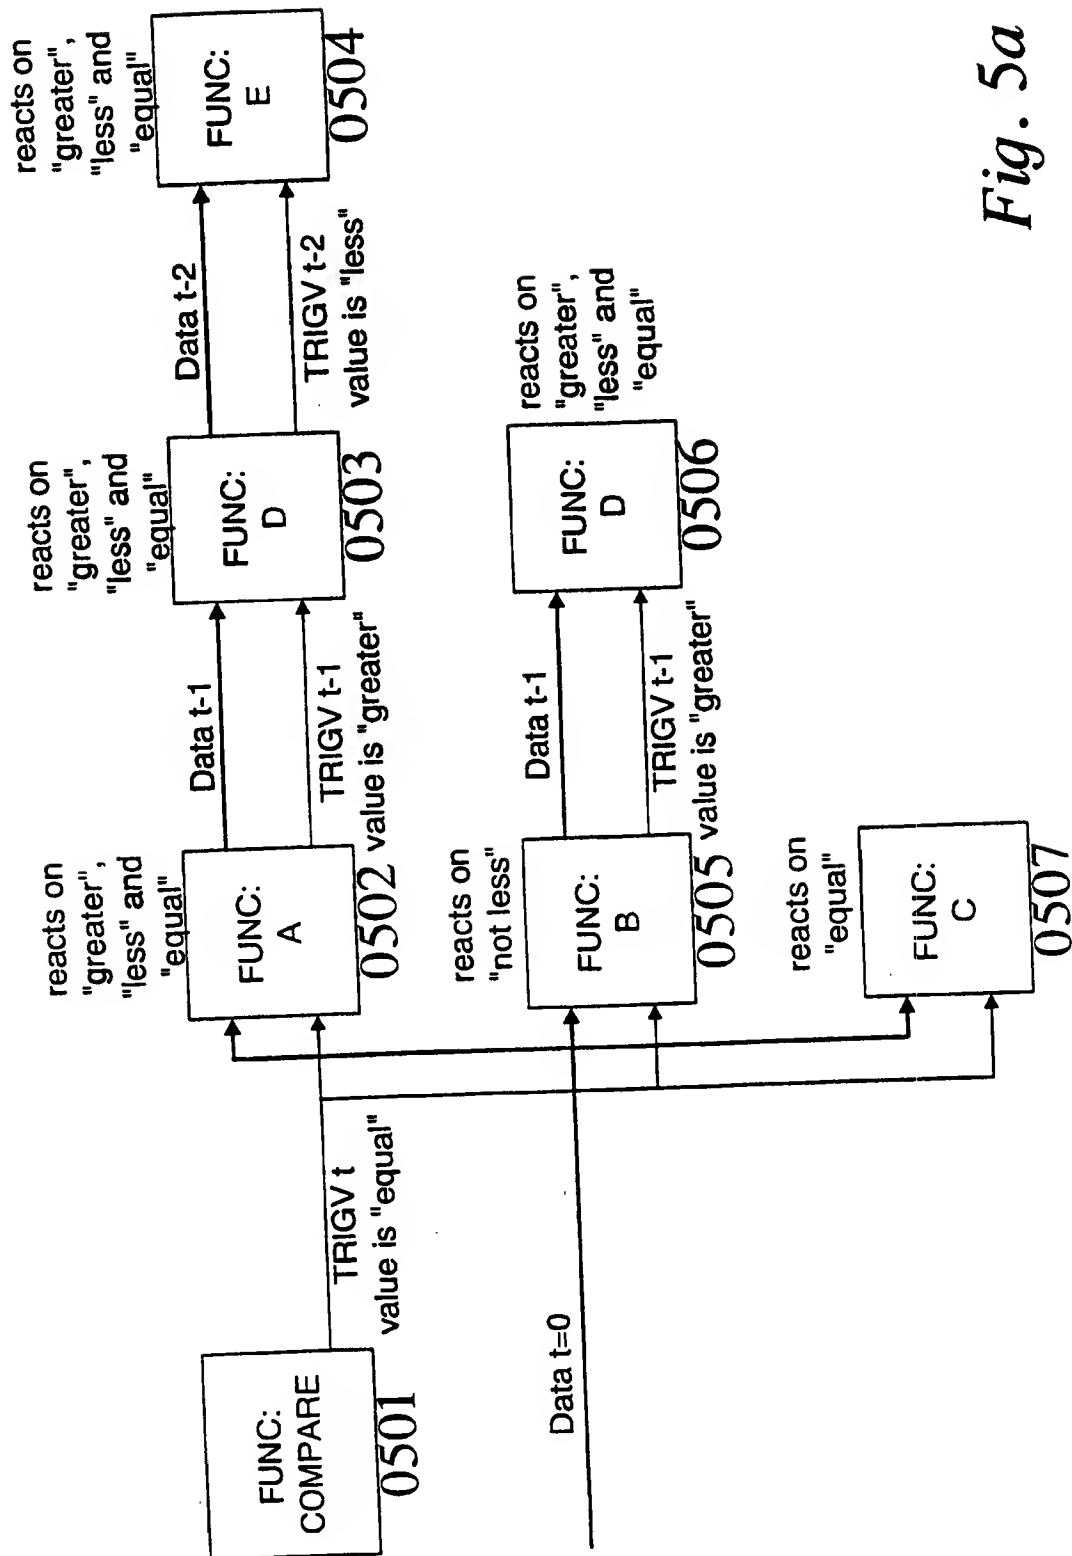 FUNC:
COMPARE
0501
TRIGV t
value is "equal"
Data t=0
reacts on
"greater",
"less" and
"equal"
FUNC:
A
0502
Data t-1
TRIGV t-1
value is "greater"
reacts on
"greater",
"less" and
"equal"
FUNC:
D
0503
Data t-2
TRIGV t-2
value is "less"
reacts on
"greater",
"less" and
"equal"
FUNC:
E
0504
reacts on
"not less"
FUNC:
B
0505
Data t-1
TRIGV t-1
value is "greater"
reacts on
"greater",
"less" and
"equal"
FUNC:
D
0506
reacts on
"equal"
FUNC:
C
0507
Fig. 5a